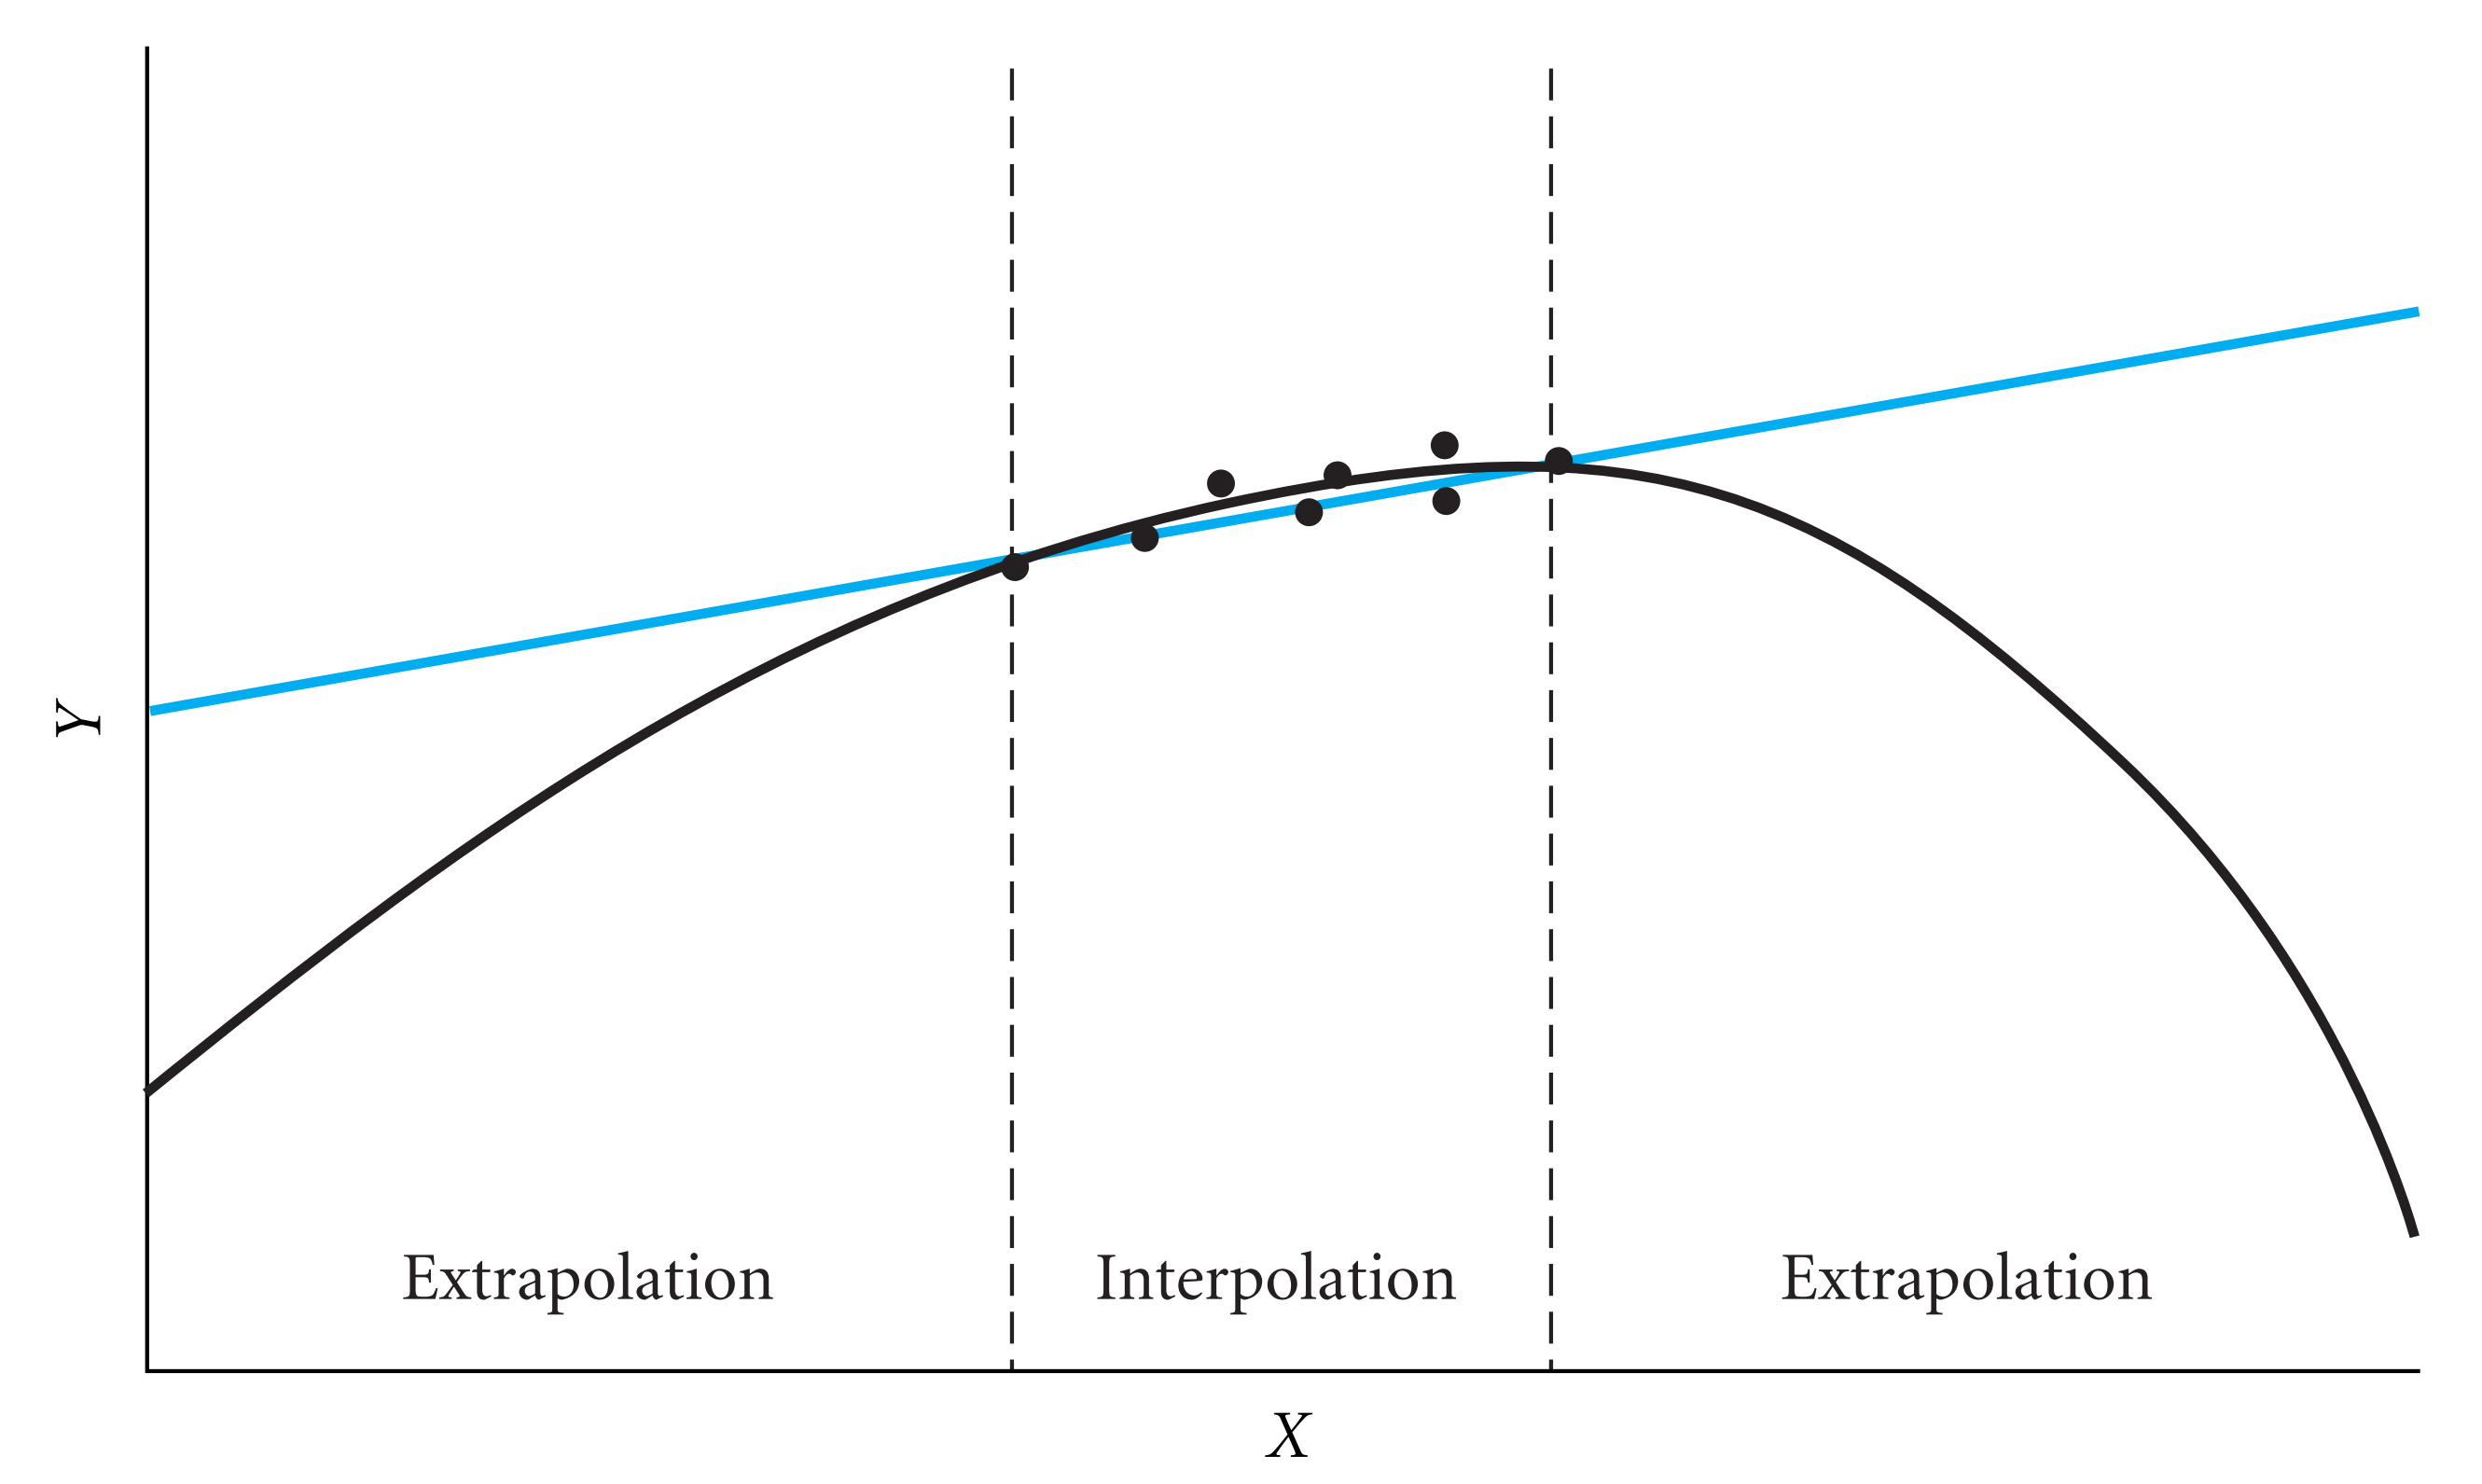 Y
Extrapolation
Interpolation
Extrapolation
X